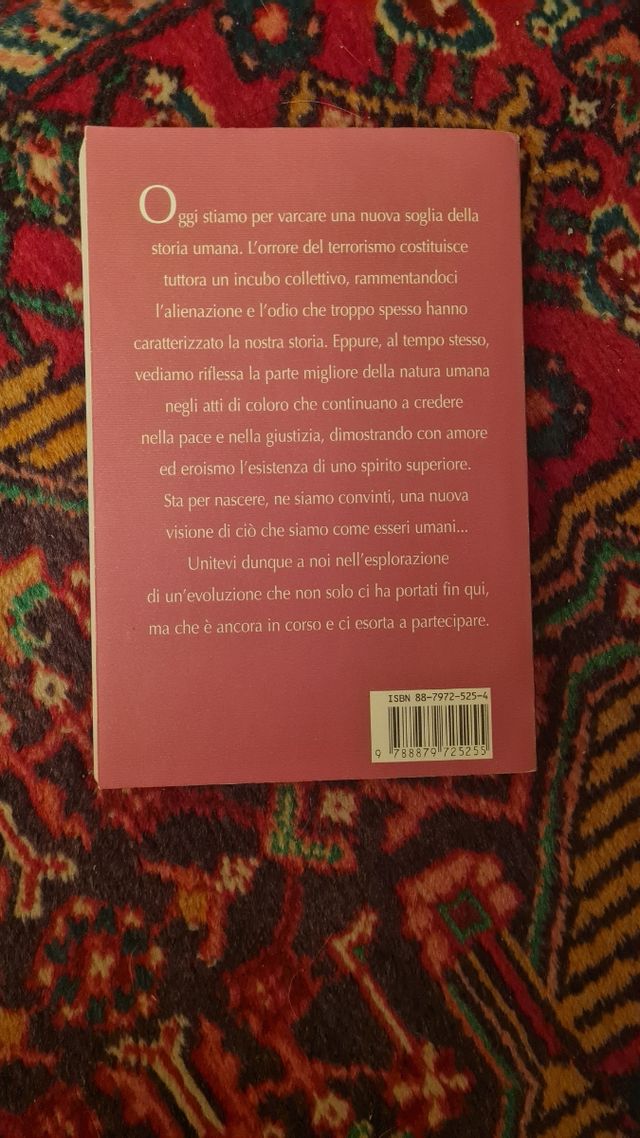 Oggi stiamo per varcare una nuova soglia della
storia umana. L'orrore del terrorismo costituisce
tuttora un incubo collettivo, rammentandoci
l'alienazione e l'odio che troppo spesso hanno
caratterizzato la nostra storia. Eppure, al tempo stesso,
vediamo riflessa la parte migliore della natura umana
negli atti di coloro che continuano a credere
nella pace e nella giustizia, dimostrando con amore
ed eroismo l'esistenza di uno spirito superiore.
Sta per nascere, ne siamo convinti, una nuova
visione di ciò che siamo come esseri umani...
Unitevi dunque a noi nell'esplorazione
di un'evoluzione che non solo ci ha portati fin qui,
ma che è ancora in corso e ci esorta a partecipare.
ISBN 88-7972-525-4
9 788879 725255